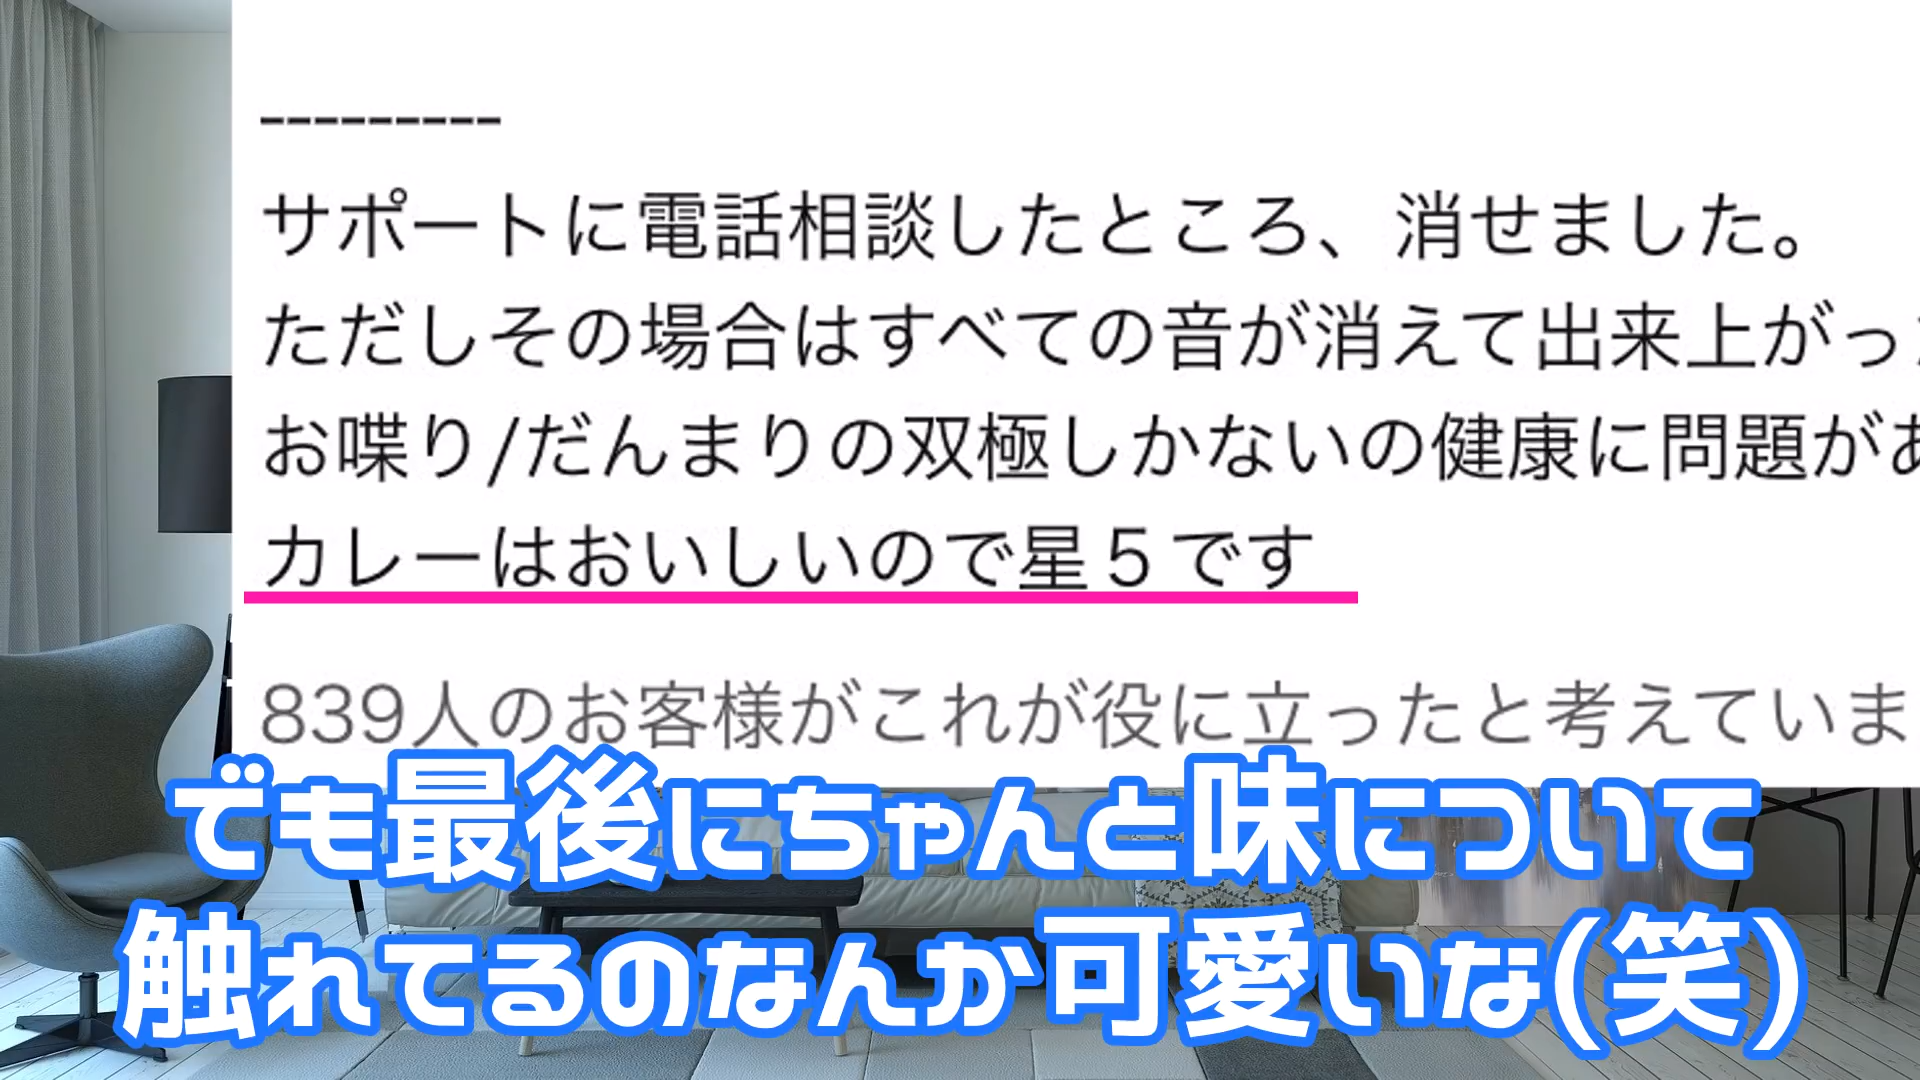 ---------
サポートに電話相談したところ、消せました。
ただしその場合はすべての音が消えて出来上がっ
お喋り/だんまりの双極しかないの健康に問題が
カレーはおいしいので星5です
839人のお客様がこれが役に立ったと考えていま
でも最後にちゃんと味について
触れてるのなんか可愛いな(笑)